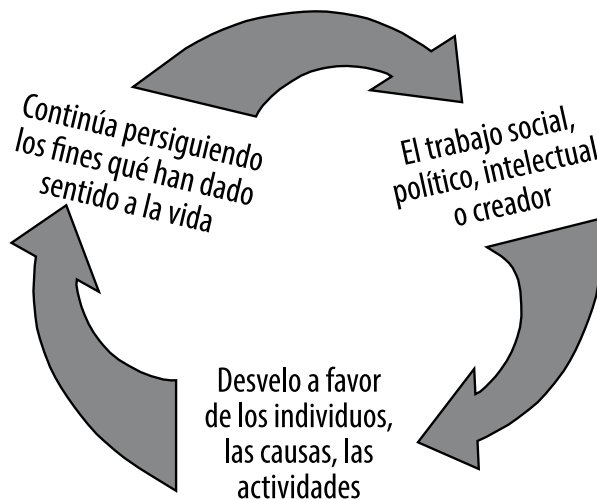 Continúa persiguiendo
los fines qué han dado
sentido a la vida
El trabajo social,
político, intelectual
o creador
Desvelo a favor
de los individuos,
las causas, las
actividades